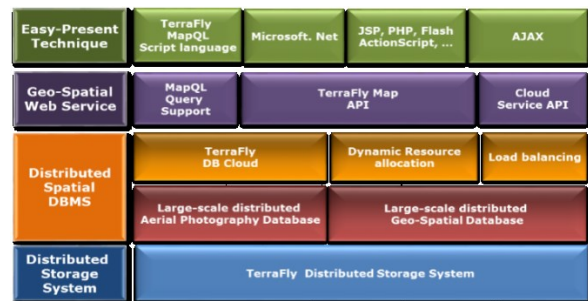 Easy-Present
Technique
TerraFly
MapQL
Script language
Microsoft. Net
JSP, PHP, Flash
ActionScript, ...
AJAX
Geo-Spatial
Web Service
MapQL
Query
Support
TerraFly Map
API
Cloud
Service API
Distributed
Spatial
DBMS
TerraFly
DB Cloud
Dynamic Resource
allocation
Load balancing
Large-scale distributed
Aerial Photography Database
Large-scale distributed
Geo-Spatial Database
Distributed
Storage
System
TerraFly Distributed Storage System